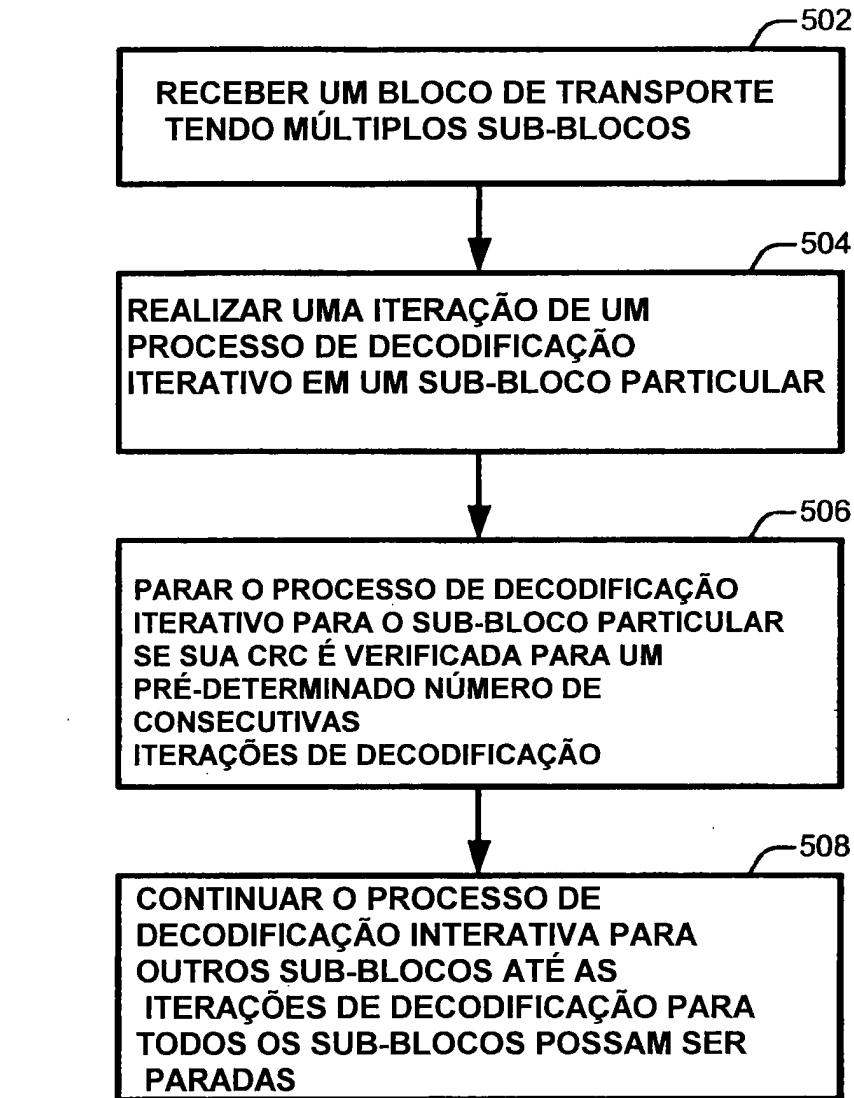 502
RECEBER UM BLOCO DE TRANSPORTE
TENDO MÚLTIPLOS SUB-BLOCOS
504
REALIZAR UMA ITERAÇÃO DE UM
PROCESSO DE DECODIFICAÇÃO
ITERATIVO EM UM SUB-BLOCO PARTICULAR
506
PARAR O PROCESSO DE DECODIFICAÇÃO
ITERATIVO PARA O SUB-BLOCO PARTICULAR
SE SUA CRC É VERIFICADA PARA UM
PRÉ-DETERMINADO NÚMERO DE
CONSECUTIVAS
ITERAÇÕES DE DECODIFICAÇÃO
508
CONTINUAR O PROCESSO DE
DECODIFICAÇÃO INTERATIVA PARA
OUTROS SUB-BLOCOS ATÉ AS
ITERAÇÕES DE DECODIFICAÇÃO PARA
TODOS OS SUB-BLOCOS POSSAM SER
PARADAS